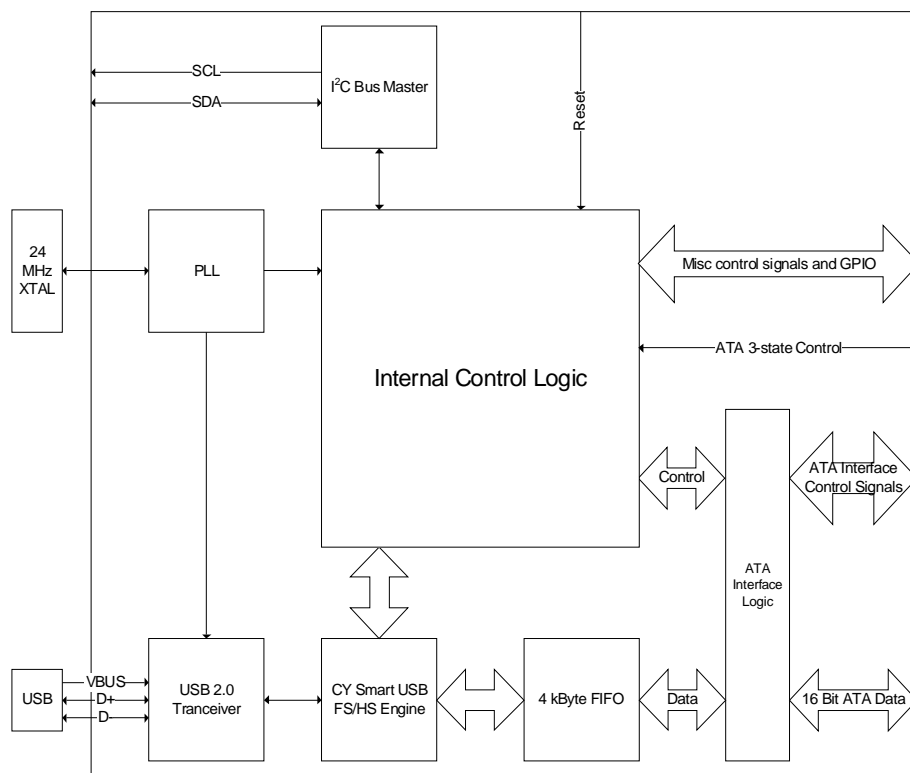 SCL
SDA
I²C Bus Master
Reset
24
MHz
XTAL
PLL
Internal Control Logic
Misc control signals and GPIO
ATA 3-state Control
Control
ATA Interface
Control Signals
ATA
Interface
Logic
USB
VBUS
D+
D-
USB 2.0
Tranceiver
CY Smart USB
FS/HS Engine
4 kByte FIFO
Data
16 Bit ATA Data